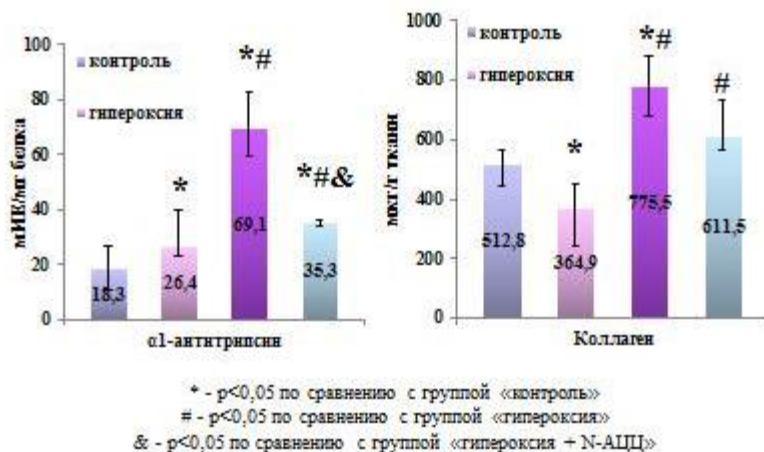 100
80
60
40
20
0
мИЕ/мг белка
контроль
гипероксия
*
*#
*#&
18,3
26,4
69,1
35,3
α1-антитрипсин
1000
800
600
400
200
0
мкг/г ткани
контроль
гипероксия
*
*#
#
512,8
364,9
775,5
611,5
Коллаген
* - p<0,05 по сравнению с группой «контроль»
# - p<0,05 по сравнению с группой «гипероксия»
& - p<0,05 по сравнению с группой «гипероксия + N-АЦЦ»